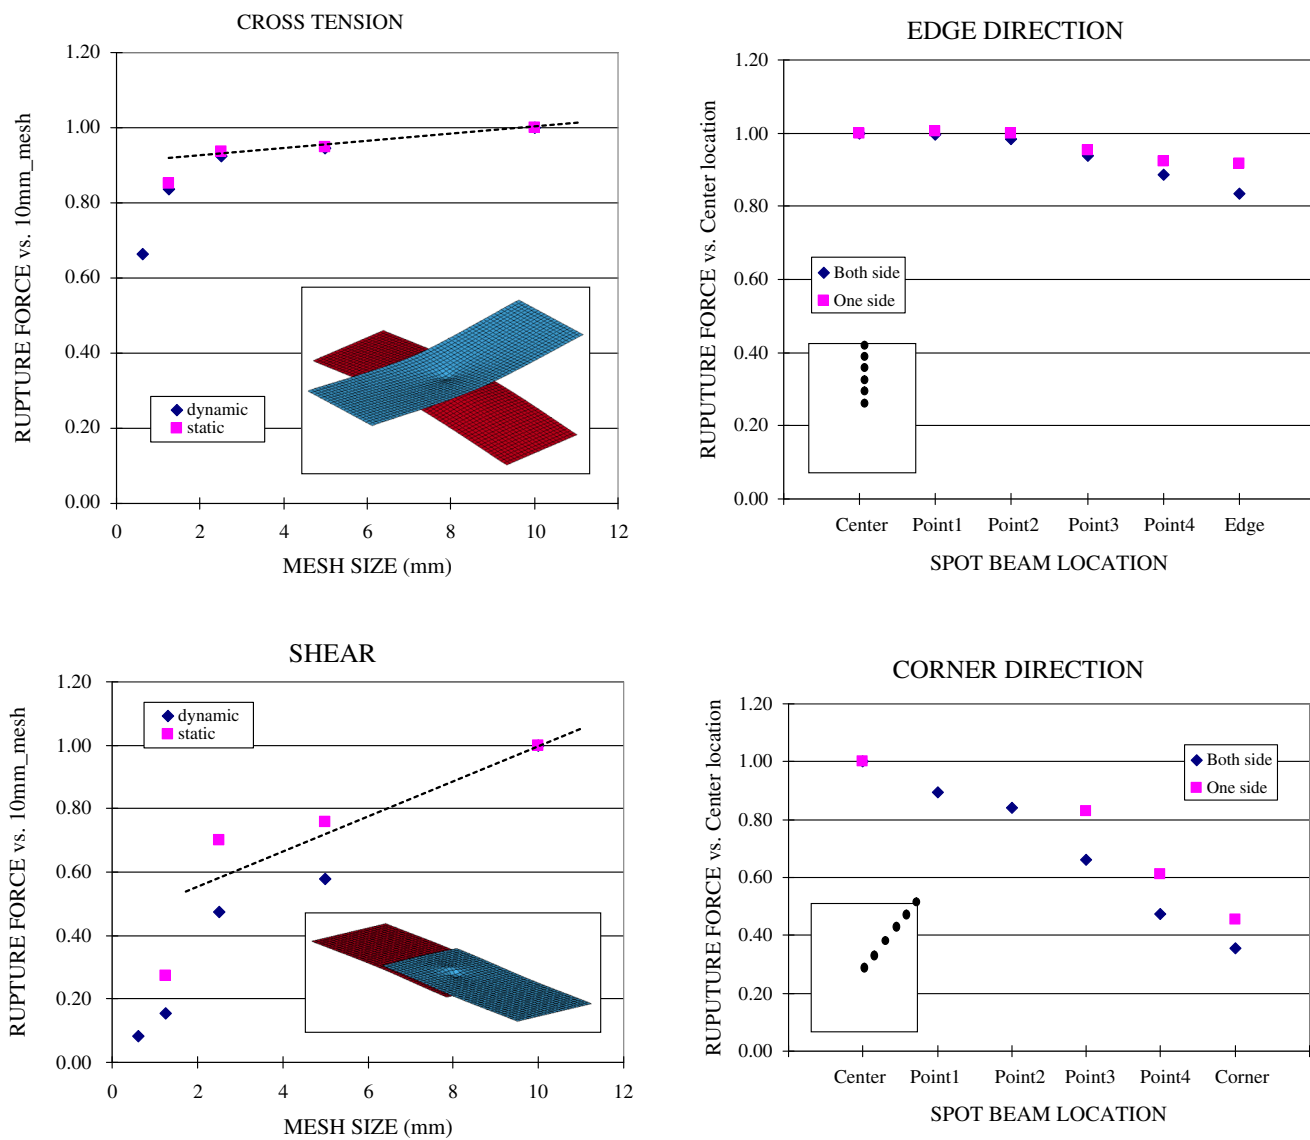 CROSS TENSION
RUPTURE FORCE vs. 10mm_mesh
1.20
1.00
0.80
0.60
0.40
0.20
0.00
dynamic
static
0 2 4 6 8 10 12
MESH SIZE (mm)
EDGE DIRECTION
RUPUTURE FORCE vs. Center location
1.20
1.00
0.80
0.60
0.40
0.20
0.00
Both side
One side
Center Point1 Point2 Point3 Point4 Edge
SPOT BEAM LOCATION
SHEAR
RUPTURE FORCE vs. 10mm_mesh
1.20
1.00
0.80
0.60
0.40
0.20
0.00
dynamic
static
0 2 4 6 8 10 12
MESH SIZE (mm)
CORNER DIRECTION
RUPUTURE FORCE vs. Center location
1.20
1.00
0.80
0.60
0.40
0.20
0.00
Both side
One side
Center Point1 Point2 Point3 Point4 Corner
SPOT BEAM LOCATION